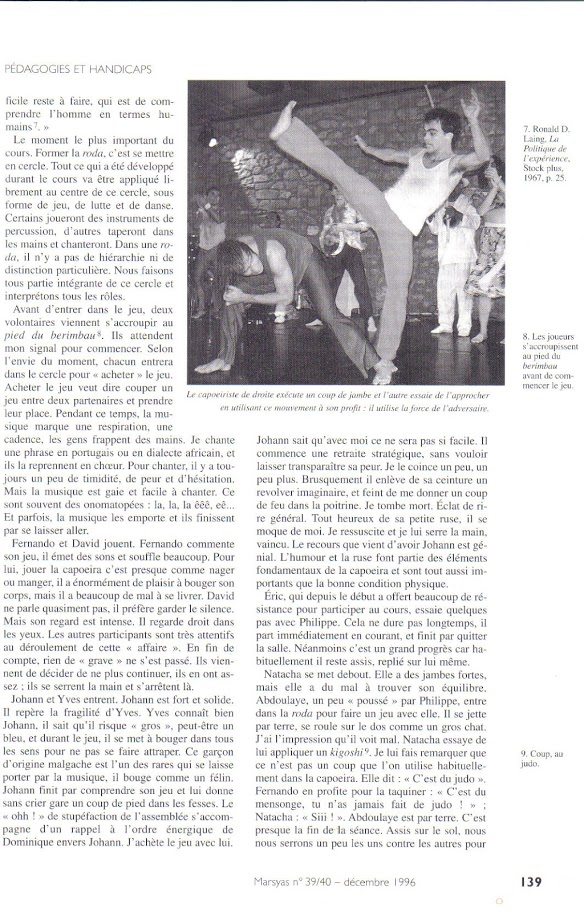 PÉDAGOGIES ET HANDICAPS
ficile reste à faire, qui est de com-
prendre l'homme en termes hu-
mains 7. »
Le moment le plus important du
cours. Former la roda, c'est se mettre
en cercle. Tout ce qui a été développé
durant le cours va être appliqué li-
brement au centre de ce cercle, sous
forme de jeu, de lutte et de danse.
Certains joueront des instruments de
percussion, d'autres taperont dans
les mains et chanteront. Dans une ro-
da, il n'y a pas de hiérarchie ni de
distinction particulière. Nous faisons
tous partie intégrante de ce cercle et
interprétons tous les rôles.
Avant d'entrer dans le jeu, deux
volontaires viennent s'accroupir au
pied du berimbau 8. Ils attendent
mon signal pour commencer. Selon
l'envie du moment, chacun entrera
dans le cercle pour « acheter » le jeu.
Acheter le jeu veut dire couper un
jeu entre deux partenaires et prendre
leur place. Pendant ce temps, la mu-
sique marque une respiration, une
cadence, les gens frappent des mains. Je chante
une phrase en portugais ou en dialecte africain, et
ils la reprennent en chœur. Pour chanter, il y a tou-
jours un peu de timidité, de peur et d'hésitation.
Mais la musique est gaie et facile à chanter. Ce
sont souvent des onomatopées : la, la, la êêê, eê...
Et parfois, la musique les emporte et ils finissent
par se laisser aller.
Fernando et David jouent. Fernando commente
son jeu, il émet des sons et souffle beaucoup. Pour
lui, jouer la capoeira c'est presque comme nager
ou manger, il a énormément de plaisir à bouger son
corps, mais il a beaucoup de mal à se livrer. David
ne parle quasiment pas, il préfère garder le silence.
Mais son regard est intense. Il regarde droit dans
les yeux. Les autres participants sont très attentifs
au déroulement de cette « affaire ». En fin de
compte, rien de « grave » ne s'est passé. Ils vien-
nent de décider de ne plus continuer, ils en ont as-
sez ; ils se serrent la main et s'arrêtent là.
Johann et Yves entrent. Johann est fort et solide.
Il repère la fragilité d'Yves. Yves connaît bien
Johann, il sait qu'il risque « gros », peut-être un
bleu, et durant le jeu, il se met à bouger dans tous
les sens pour ne pas se faire attraper. Ce garçon
d'origine malgache est l'un des rares qui se laisse
porter par la musique, il bouge comme un félin.
Johann finit par comprendre son jeu et lui donne
sans crier gare un coup de pied dans les fesses. Le
« ohh ! » de stupéfaction de l'assemblée s'accom-
pagne d'un rappel à l'ordre énergique de
Dominique envers Johann. J'achète le jeu avec lui.
Le capoeiriste de droite exécute un coup de jambe et l'autre essaie de l'approcher
en utilisant ce mouvement à son profit : il utilise la force de l'adversaire.
Johann sait qu'avec moi ce ne sera pas si facile. Il
commence une retraite stratégique, sans vouloir
laisser transparaître sa peur. Je le coince un peu, un
peu plus. Brusquement il enlève de sa ceinture un
revolver imaginaire, et feint de me donner un coup
de feu dans la poitrine. Je tombe mort. Éclat de ri-
re général. Tout heureux de sa petite ruse, il se
moque de moi. Je ressuscite et je lui serre la main,
vaincu. Le recours que vient d'avoir Johann est gé-
nial. L'humour et la ruse font partie des éléments
fondamentaux de la capoeira et sont tout aussi im-
portants que la bonne condition physique.
Éric, qui depuis le début a offert beaucoup de ré-
sistance pour participer au cours, essaie quelques
pas avec Philippe. Cela ne dure pas longtemps, il
part immédiatement en courant, et finit par quitter
la salle. Néanmoins c'est un grand progrès car ha-
bituellement il reste assis, replié sur lui même.
Natacha se met debout. Elle a des jambes fortes,
mais elle a du mal à trouver son équilibre.
Abdoulaye, un peu « poussé » par Philippe, entre
dans la roda pour faire un jeu avec elle. Il se jette
par terre, se roule sur le dos comme un gros chat.
J'ai l'impression qu'il voit mal. Natacha essaye de
lui appliquer un kigoshi 9. Je lui fais remarquer que
ce n'est pas un coup que l'on utilise habituelle-
ment dans la capoeira. Elle dit : « C'est du judo ».
Fernando en profite pour la taquiner : « C'est du
mensonge, tu n'as jamais fait de judo ! » ;
Natacha : « Siii ! ». Abdoulaye est par terre. C'est
presque la fin de la séance. Assis sur le sol, nous
nous serrons un peu les uns contre les autres pour
7. Ronald D.
Laing, La
Politique de
l'expérience,
Stock plus,
1967, p. 25.
8. Les joueurs
s'accroupissent
au pied du
berimbau
avant de com-
mencer le jeu.
9. Coup, au
judo.
Marsyas n° 39/40 – décembre 1996
139